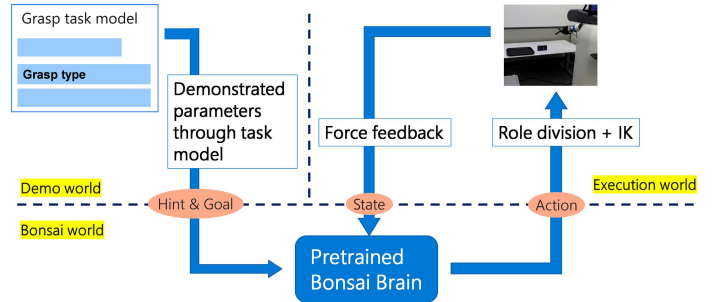 Grasp task model
Grasp type
Demonstrated
parameters
through task
model
Force feedback
Role division + IK
Demo world
Execution world
Hint & Goal
State
Action
Bonsai world
Pretrained
Bonsai Brain